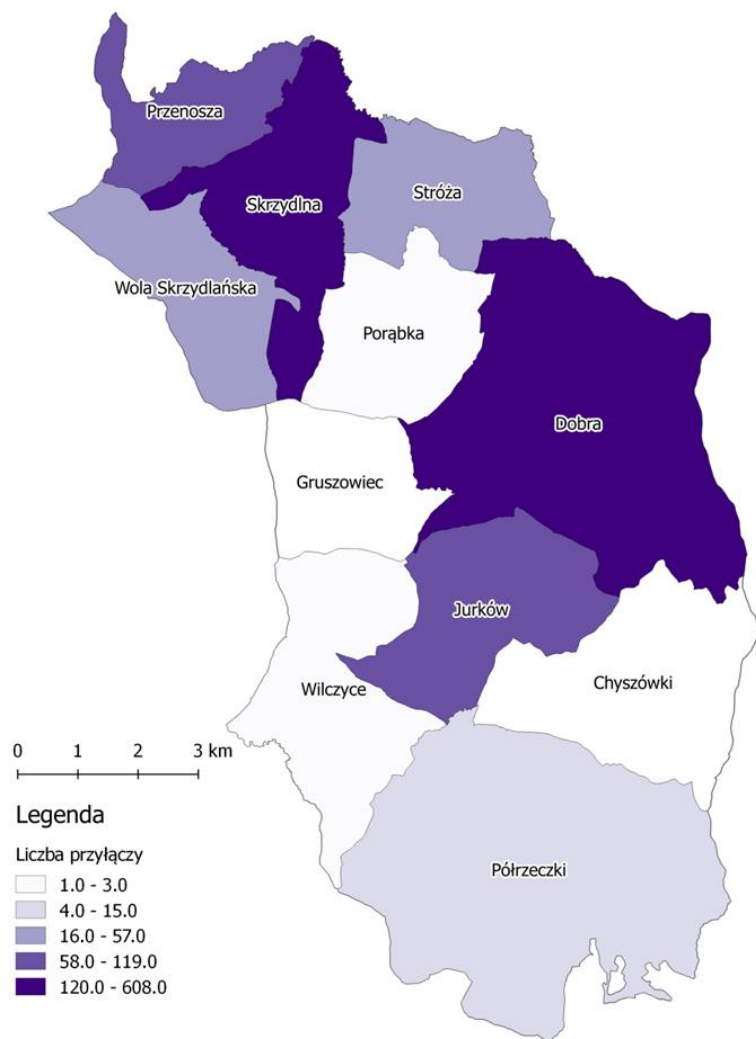 Przenosza
Skrzydlna
Stróża
Wola Skrzydlańska
Porąbka
Dobra
Gruszowiec
Jurków
Wilczyce
Chyszówki
0 1 2 3 km
Legenda
Liczba przyłączy
1.0 - 3.0
4.0 - 15.0
16.0 - 57.0
58.0 - 119.0
120.0 - 608.0
Półrzeczki